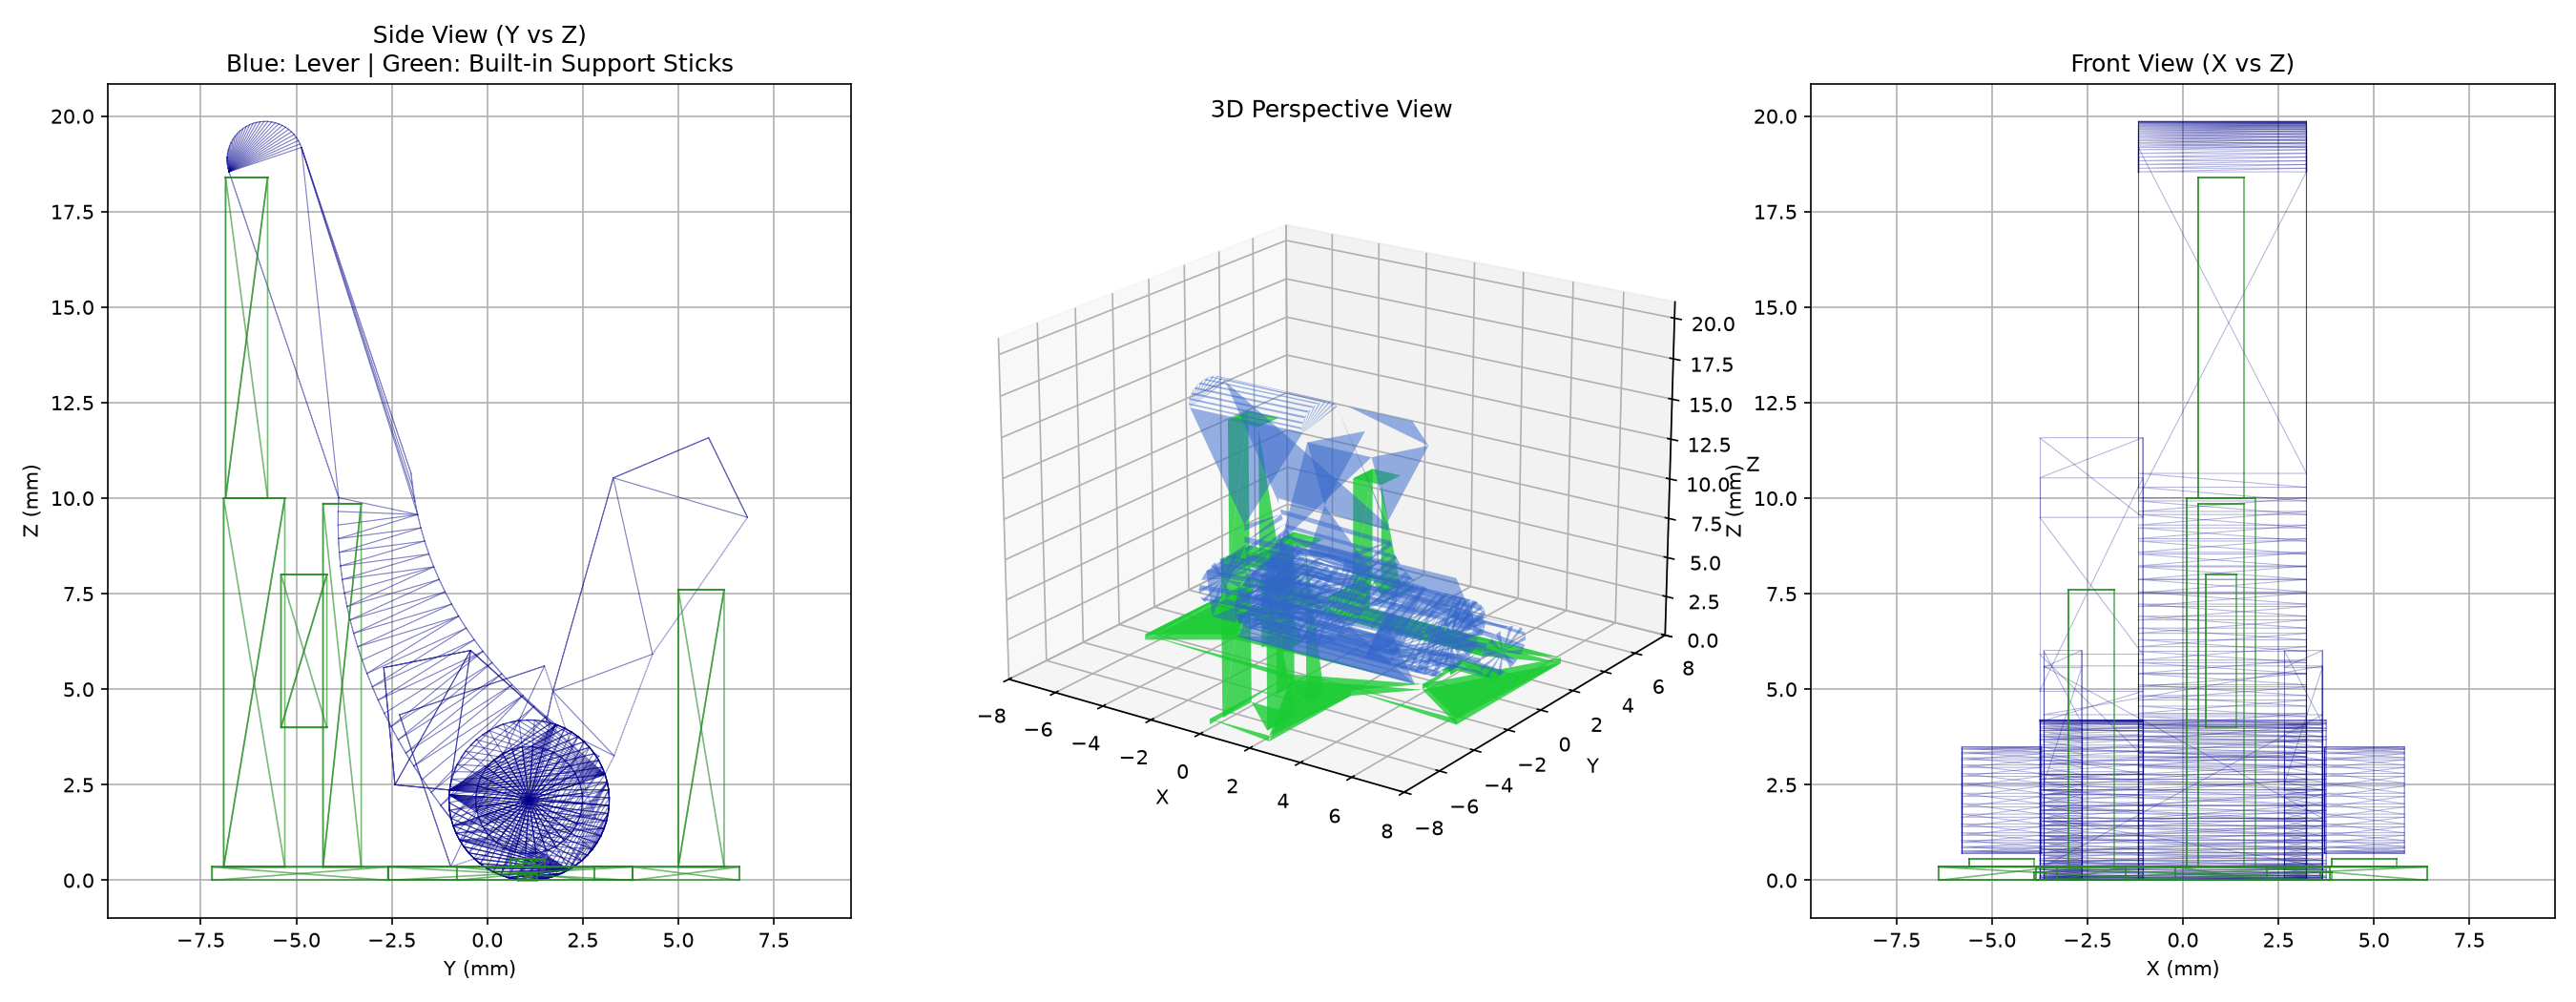 Side View (Y vs Z)
Blue: Lever | Green: Built-in Support Sticks
20.0
17.5
15.0
12.5
10.0
7.5
5.0
2.5
0.0
Z (mm)
−7.5 −5.0 −2.5 0.0 2.5 5.0 7.5
Y (mm)
3D Perspective View
20.0
17.5
15.0
12.5
10.0
7.5
5.0
2.5
0.0
Z
−8 −6 −4 −2 0 2 4 6 8
X
−8 −6 −4 −2 0 2 4 6 8
Y
Front View (X vs Z)
20.0
17.5
15.0
12.5
10.0
7.5
5.0
2.5
0.0
Z (mm)
−7.5 −5.0 −2.5 0.0 2.5 5.0 7.5
X (mm)